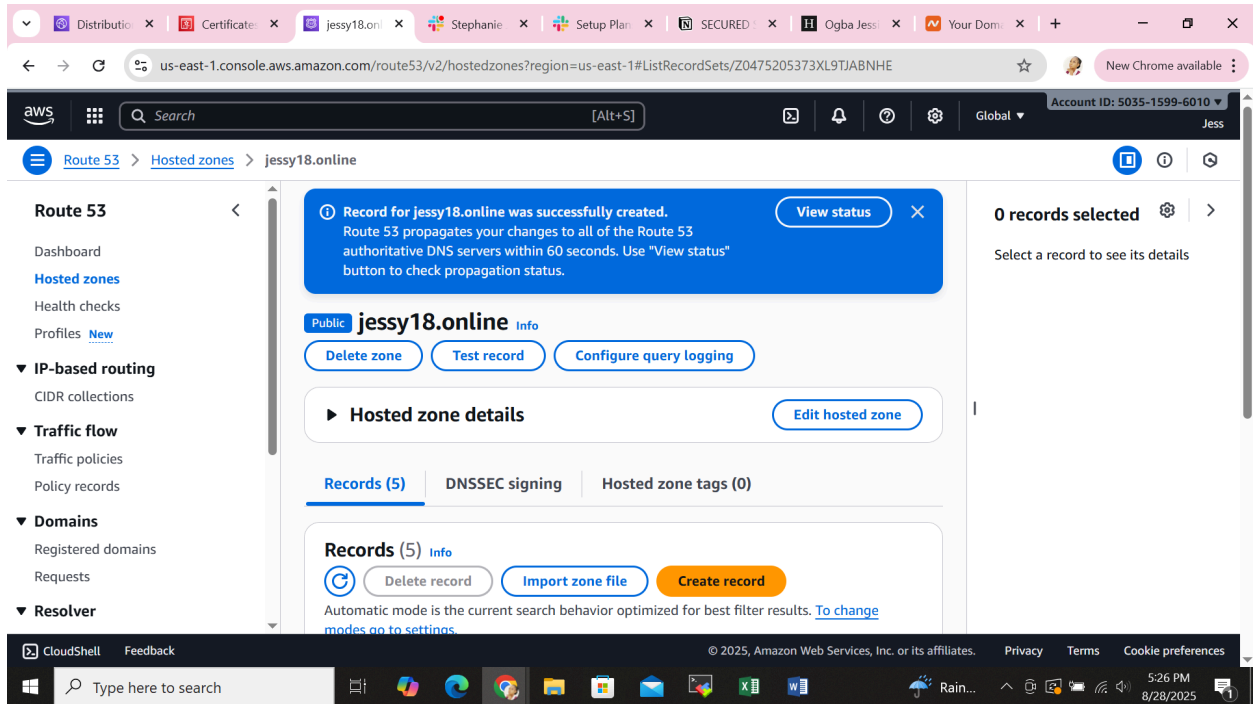 Distributio
Certificates
jessy18.onl
Stephanie
Setup Plan
SECURED
Ogba Jessi
Your Dom
us-east-1.console.aws.amazon.com/route53/v2/hostedzones?region=us-east-1#ListRecordSets/Z0475205373XL9TJABNHE
New Chrome available
aws
Search
[Alt+S]
Global
Account ID: 5035-1599-6010
Jess
Route 53
Hosted zones
jessy18.online
Route 53
Dashboard
Hosted zones
Health checks
Profiles New
IP-based routing
CIDR collections
Traffic flow
Traffic policies
Policy records
Domains
Registered domains
Requests
Resolver
Record for jessy18.online was successfully created.
Route 53 propagates your changes to all of the Route 53
authoritative DNS servers within 60 seconds. Use "View status"
button to check propagation status.
View status
Public jessy18.online Info
Delete zone
Test record
Configure query logging
Hosted zone details
Edit hosted zone
Records (5)
DNSSEC signing
Hosted zone tags (0)
Records (5) Info
Delete record
Import zone file
Create record
Automatic mode is the current search behavior optimized for best filter results. To change
modes go to settings.
0 records selected
Select a record to see its details
CloudShell
Feedback
© 2025, Amazon Web Services, Inc. or its affiliates.
Privacy
Terms
Cookie preferences
Type here to search
Rain...
5:26 PM
8/28/2025
1